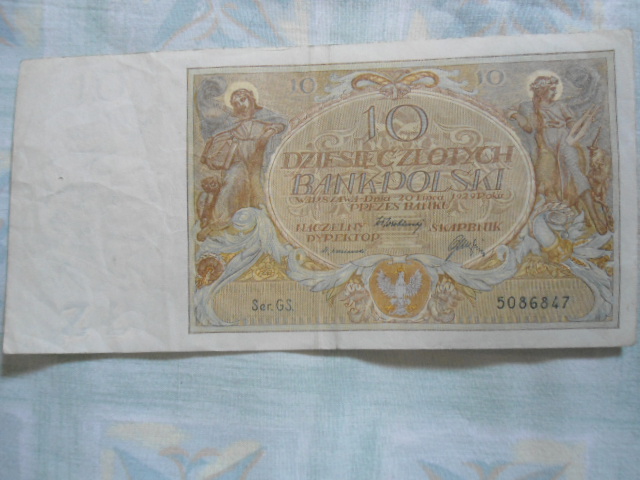 10 10
10
DZIESIĘĆ ZŁOTYCH
BANK POLSKI
WARSZAWA Dnia 20 Lipca 1929 Roku
PREZES BANKU
NACZELNY SKARBNIK
DYREKTOR
Ser. GS. 5086847